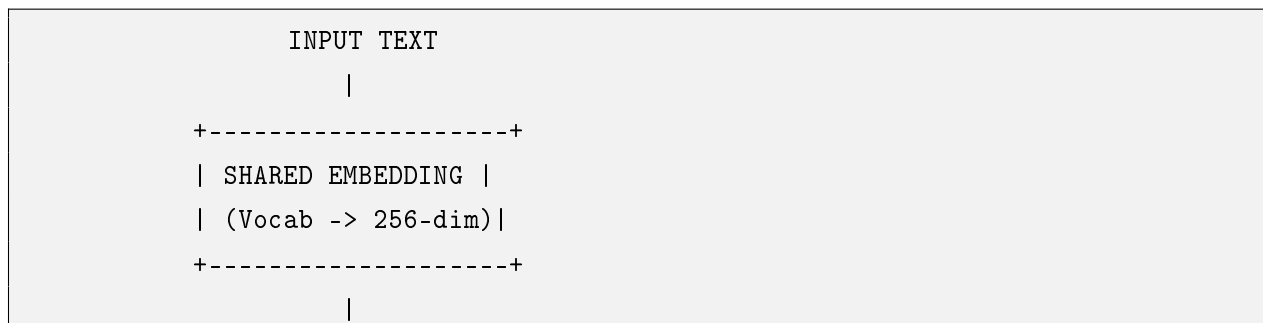 INPUT TEXT
|
+--------------------+
| SHARED EMBEDDING |
| (Vocab -> 256-dim)|
+--------------------+
|